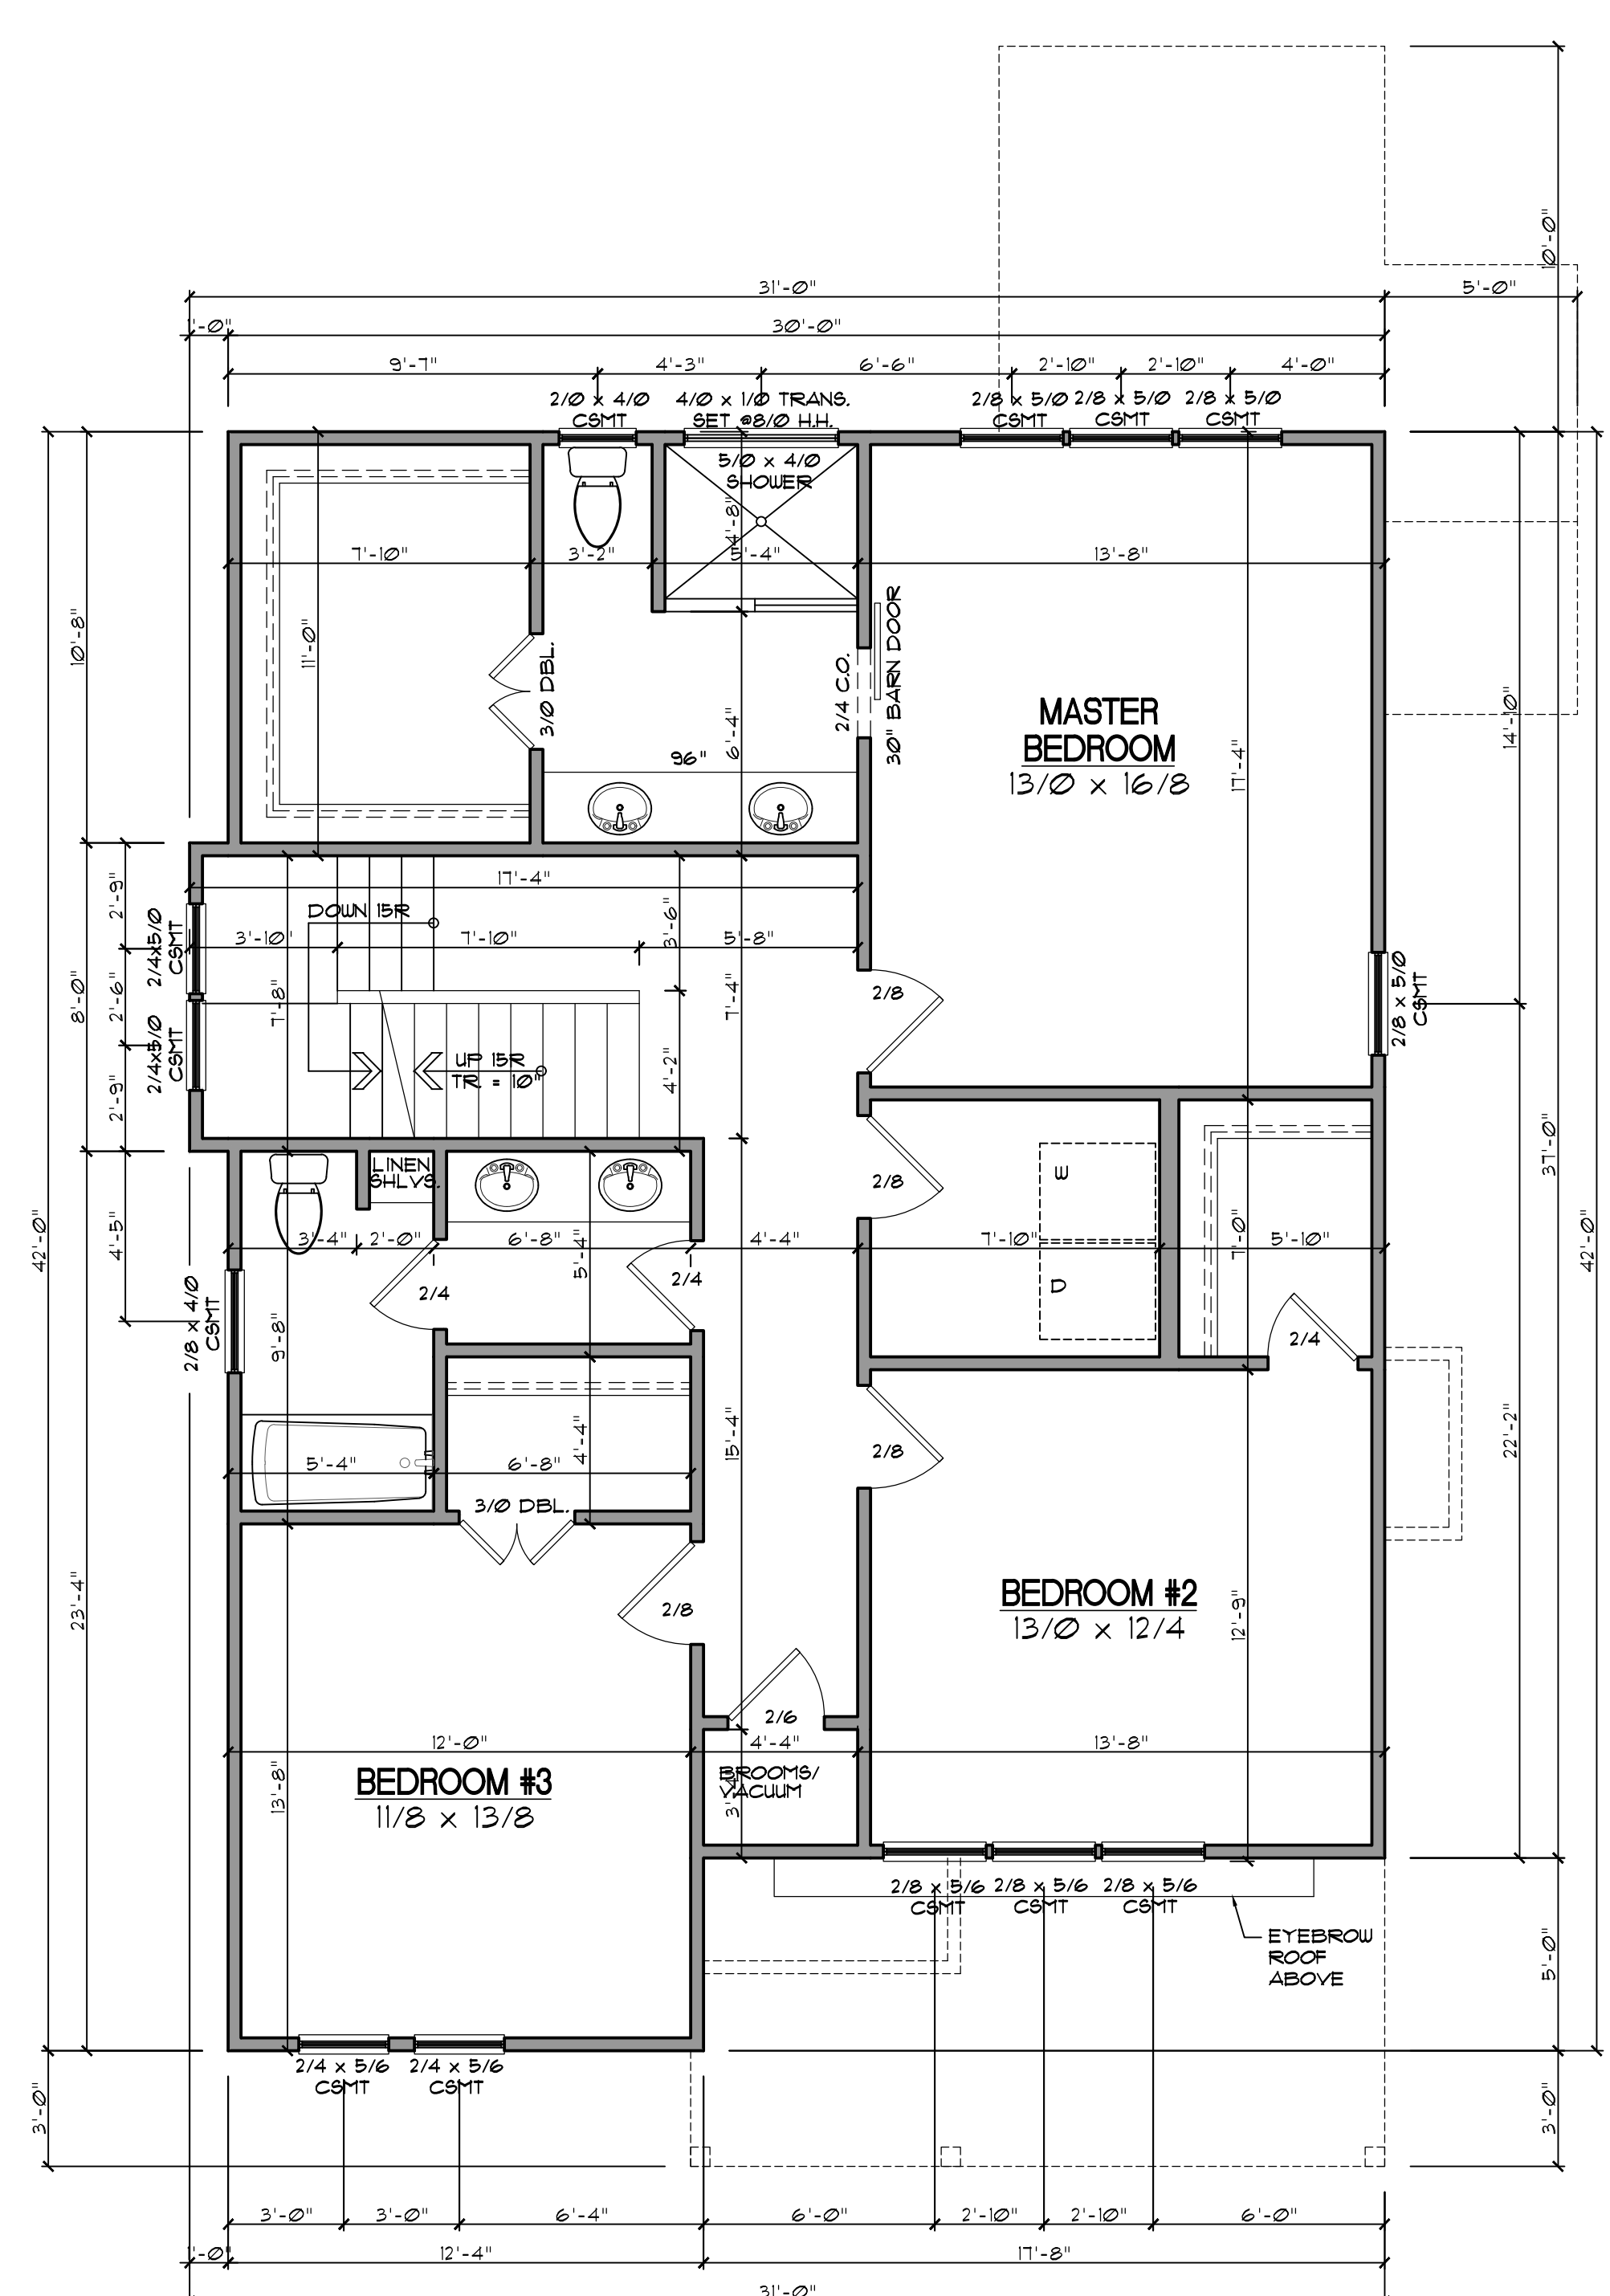 10'-0"
31'-0"
5'-0"
1'-0"
30'-0"
9'-7"
4'-3"
6'-6"
2'-10"
2'-10"
4'-0"
2/0 x 4/0
CSMT
4/0 x 1/0 TRANS.
SET @8/0 H.H.
2/8 x 5/0
CSMT
2/8 x 5/0
CSMT
2/8 x 5/0
CSMT
5/0 x 4/0
SHOWER
4'-8"
7'-10"
3'-2"
5'-4"
13'-8"
10'-8"
11'-0"
3/0 DBL.
2/4 C.O.
30" BARN DOOR
6'-4"
96"
MASTER
BEDROOM
13/0 x 16/8
17'-4"
14'-10"
17'-4"
DOWN 15R
3'-10"
7'-10"
5'-8"
3'-6"
2'-9"
2/4x5/0
CSMT
8'-0"
2'-6"
7'-8"
7'-4"
2/8
2/8 x 5/0
CSMT
2/4x5/0
CSMT
2'-9"
UP 15R
TR. = 10"
4'-2"
37'-0"
LINEN
SHLVS.
2/8
W
D
42'-0"
4'-5"
3'-4"
2'-0"
6'-8"
5'-4"
4'-4"
7'-10"
7'-0"
5'-10"
42'-0"
2/4
2/4
2/4
2/8 x 4/0
CSMT
9'-8"
4'-4"
15'-4"
2/8
22'-2"
5'-4"
6'-8"
3/0 DBL.
23'-4"
2/8
BEDROOM #2
13/0 x 12/4
12'-9"
2/6
12'-0"
4'-4"
13'-8"
BEDROOM #3
11/8 x 13/8
13'-8"
BROOMS/
VACUUM
3'-4"
2/8 x 5/6
CSMT
2/8 x 5/6
CSMT
2/8 x 5/6
CSMT
EYEBROW
ROOF
ABOVE
5'-0"
2/4 x 5/6
CSMT
2/4 x 5/6
CSMT
3'-0"
3'-0"
3'-0"
3'-0"
6'-4"
6'-0"
2'-10"
2'-10"
6'-0"
1'-0"
12'-4"
17'-8"
31'-0"